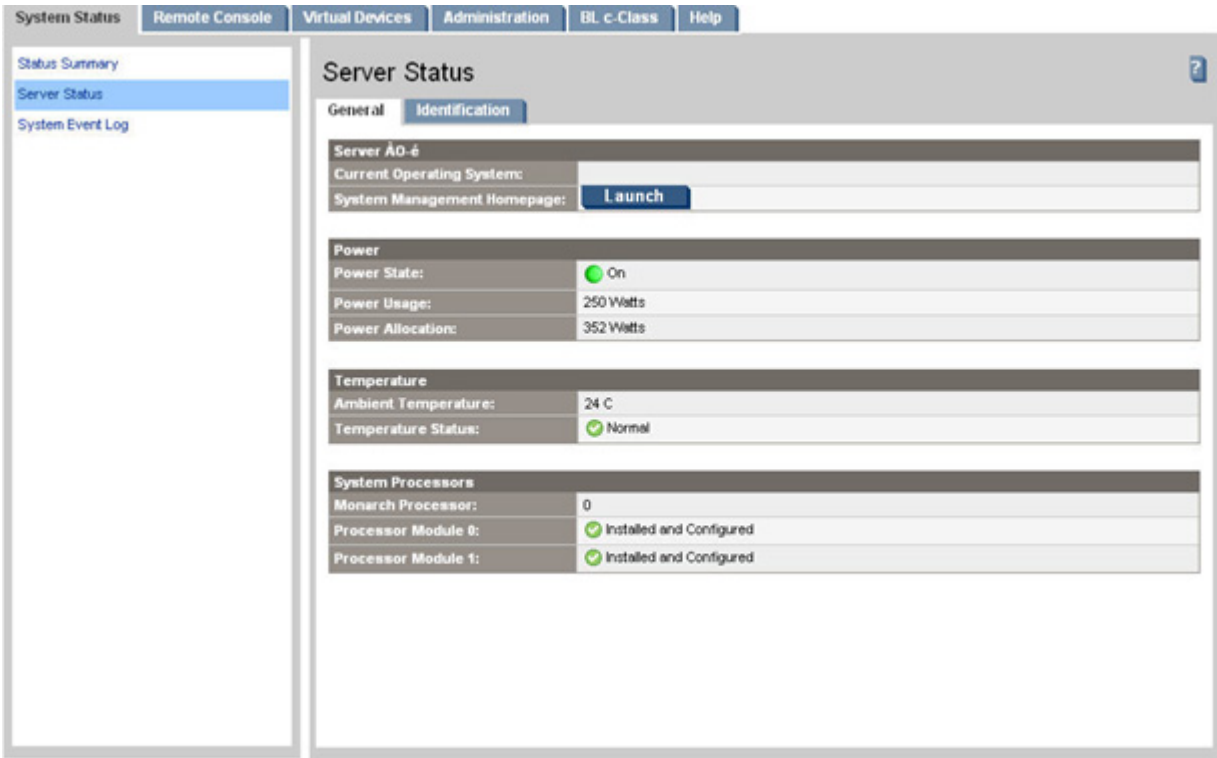 System Status Remote Console Virtual Devices Administration BL c-Class Help
Status Summary
Server Status
System Event Log
Server Status
?
General Identification
Server ÀO-é
Current Operating System:
System Management Homepage: Launch
Power
Power State: On
Power Usage: 250 Watts
Power Allocation: 352 Watts
Temperature
Ambient Temperature: 24 C
Temperature Status: Normal
System Processors
Monarch Processor: 0
Processor Module 0: Installed and Configured
Processor Module 1: Installed and Configured